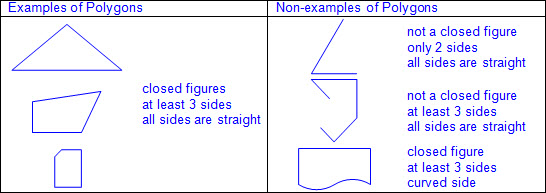 Examples of Polygons
Non-examples of Polygons
closed figures
at least 3 sides
all sides are straight
not a closed figure
only 2 sides
all sides are straight
not a closed figure
at least 3 sides
all sides are straight
closed figure
at least 3 sides
curved side